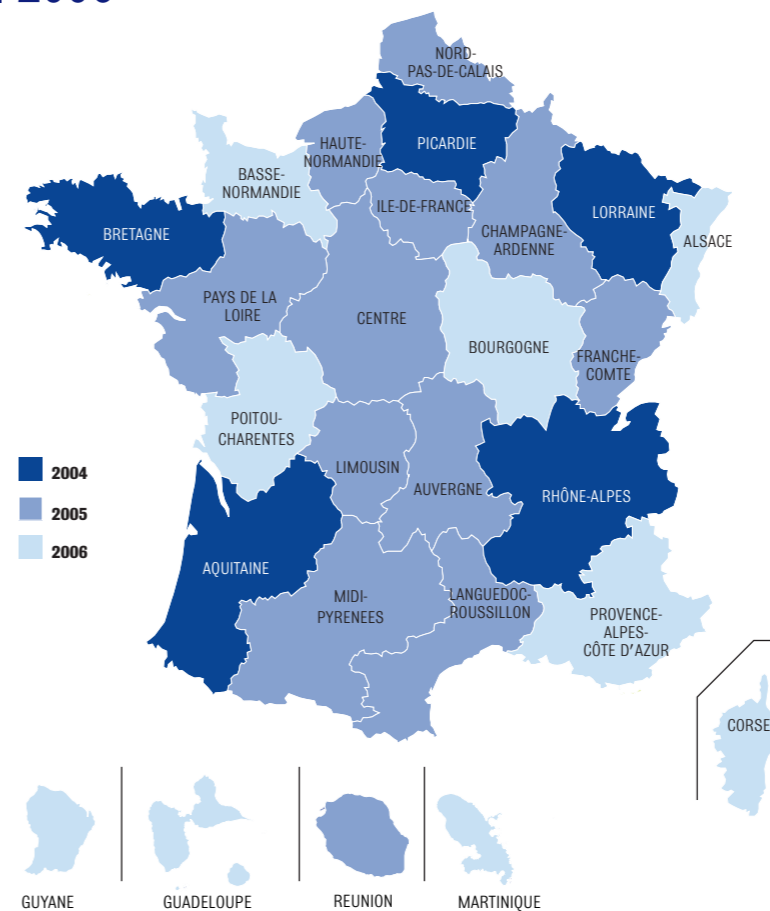 NORD-
PAS-DE-CALAIS
PICARDIE
HAUTE-
NORMANDIE
BASSE-
NORMANDIE
ILE-DE-FRANCE
CHAMPAGNE-
ARDENNE
LORRAINE
ALSACE
BRETAGNE
PAYS DE LA
LOIRE
CENTRE
BOURGOGNE
FRANCHE-
COMTE
POITOU-
CHARENTES
LIMOUSIN
AUVERGNE
RHÔNE-ALPES
2004
2005
2006
AQUITAINE
MIDI-
PYRENEES
LANGUEDOC-
ROUSSILLON
PROVENCE-
ALPES-
CÔTE D'AZUR
CORSE
GUYANE
GUADELOUPE
REUNION
MARTINIQUE